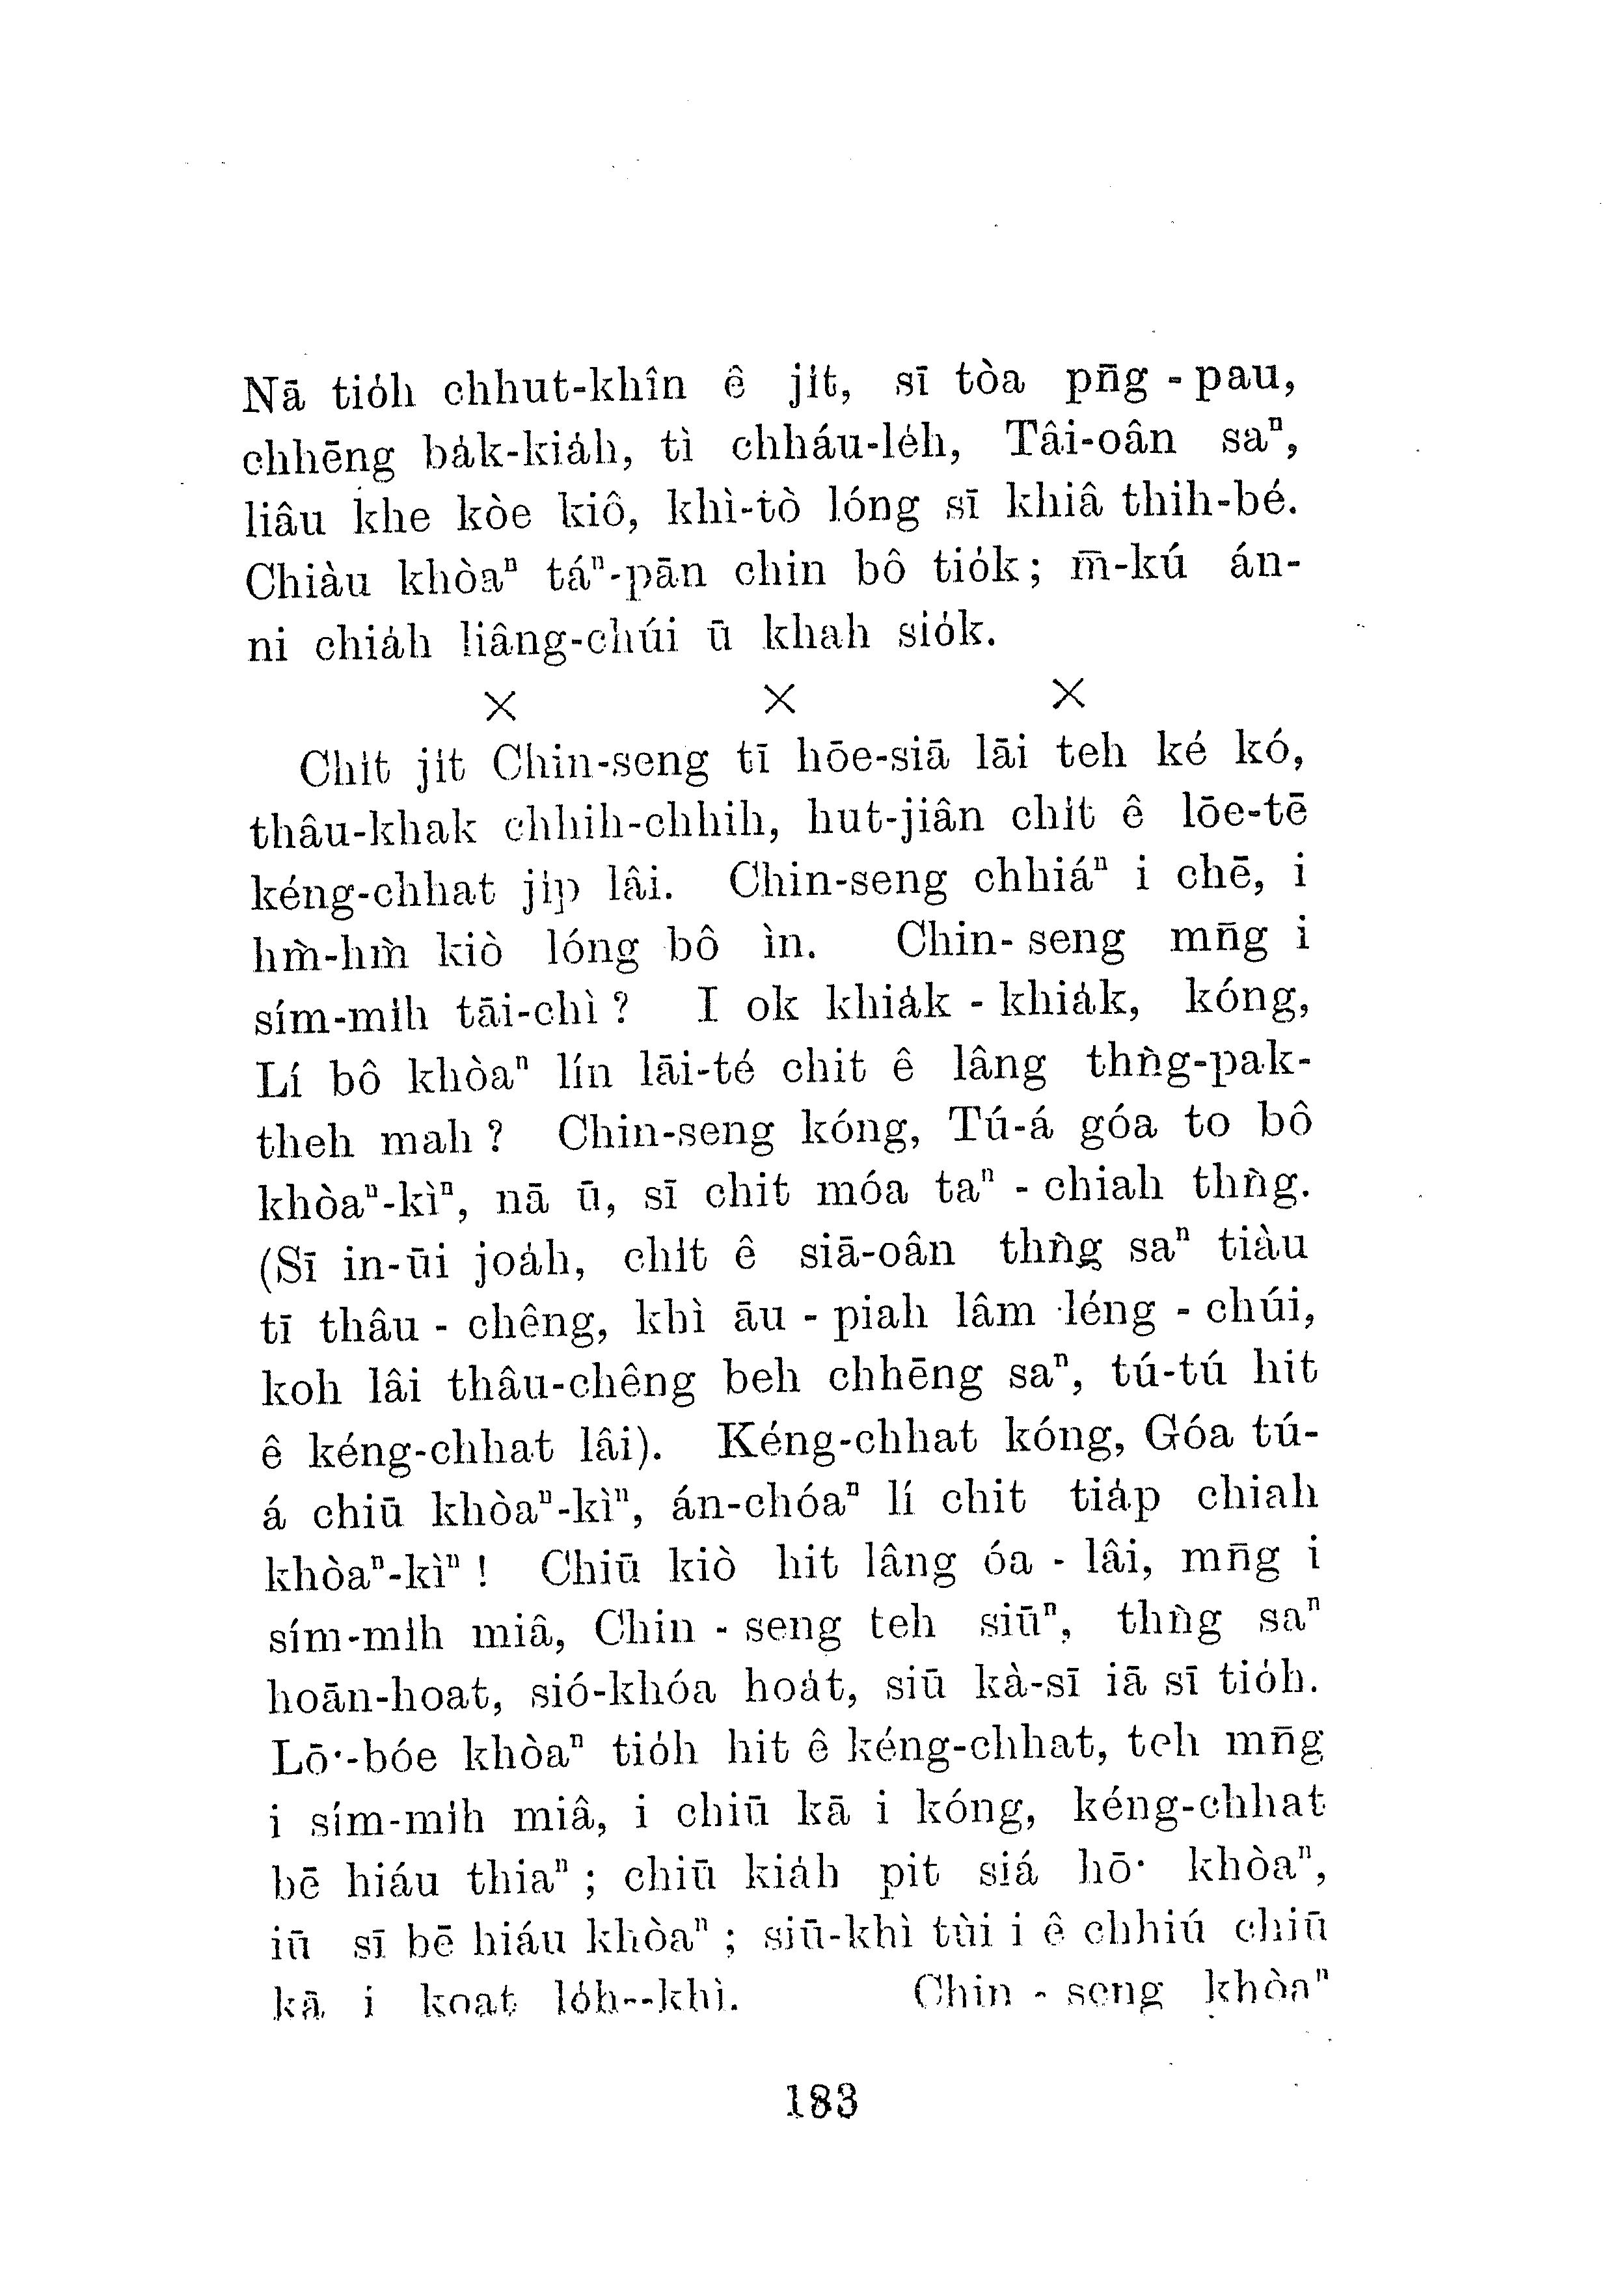 Nā tio̍h chhut-khîn ê ji̍t, sī tòa pn̄g - pau,
chhēng ba̍k-kia̍h, tì chháu-le̍h, Tâi-oân saⁿ,
liâu khe kòe kiô, khì-tò lóng sī khiâ thih-bé.
Chiàu khòaⁿ táⁿ-pān chin bô tio̍k; m̄-kú án-
ni chia̍h liâng-chúi ū khah sio̍k.
× × ×
Chi̍t ji̍t Chin-seng tī hōe-siā lāi teh ké kó,
thâu-khak chhih-chhih, hut-jiân chi̍t ê lōe-tē
kéng-chhat ji̍p lâi. Chin-seng chhiáⁿ i chē, i
hm̀-hm̀ kiò lóng bô ìn. Chin- seng mn̄g i
sím-mi̍h tāi-chì ? I ok khia̍k - khia̍k, kóng,
Lí bô khòaⁿ lín lāi-té chit ê lâng thǹg-pak-
theh mah ? Chin-seng kóng, Tú-á góa to bô
khòaⁿ-kìⁿ, nā ū, sī chit móa taⁿ - chiah thǹg.
(Sī in-ūi joa̍h, chi̍t ê siā-oân thǹg saⁿ tiàu
tī thâu - chêng, khì āu - piah lâm léng - chúi,
koh lâi thâu-chêng beh chhēng saⁿ, tú-tú hit
ê kéng-chhat lâi). Kéng-chhat kóng, Góa tú-
á chiū khòaⁿ-kìⁿ, án-chóaⁿ lí chit tia̍p chiah
khòaⁿ-kìⁿ ! Chiū kiò hit lâng óa - lâi, mn̄g i
sím-mi̍h miâ, Chin - seng teh siūⁿ, thǹg saⁿ
hoān-hoat, sió-khóa hoa̍t, siū kà-sī iā sī tio̍h.
Lō͘-bóe khòaⁿ tio̍h hit ê kéng-chhat, teh mn̄g
i sím-mi̍h miâ, i chiū kā i kóng, kéng-chhat
bē hiáu thiaⁿ ; chiū kia̍h pit siá hō͘ khòaⁿ,
iū sī bē hiáu khòaⁿ ; siū-khì tùi i ê chhiú chiū
kā i koat lo̍h--khì. Chin - seng khòaⁿ
183